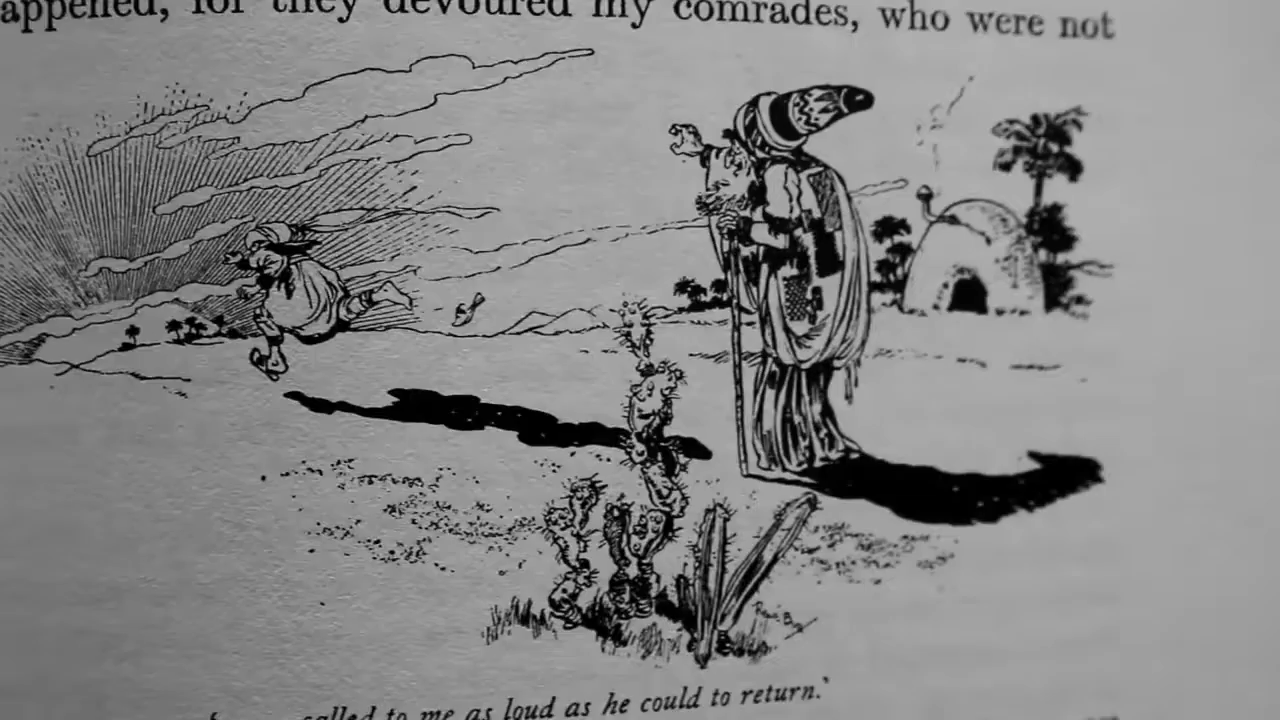 appened, for they devoured my comrades, who were not
called to me as loud as he could to return.'